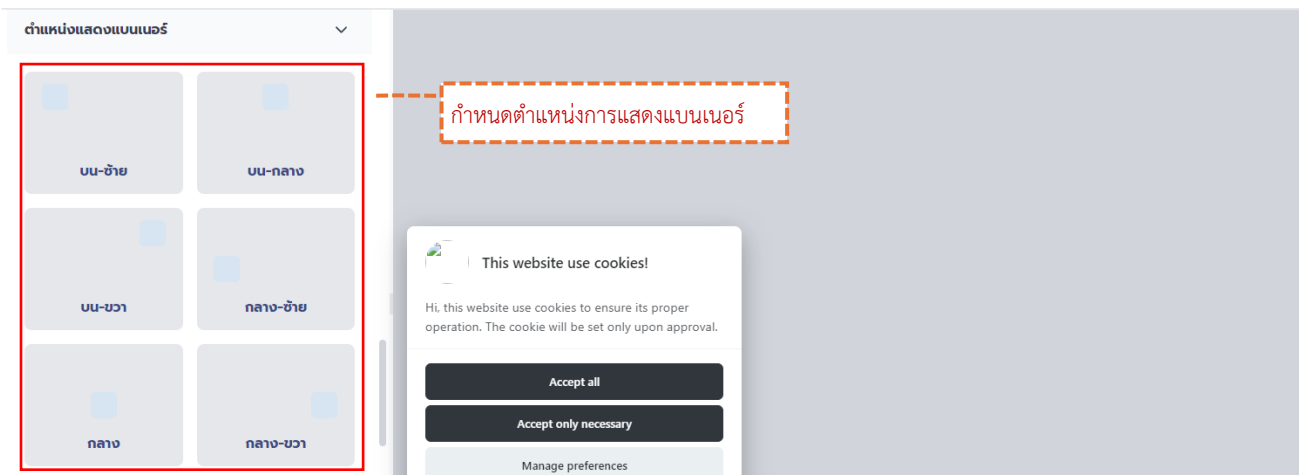 ตำแหน่งแสดงแบนเนอร์
บน-ซ้าย
บน-กลาง
บน-ขวา
กลาง-ซ้าย
กลาง
กลาง-ขวา
กำหนดตำแหน่งการแสดงแบนเนอร์
This website use cookies!
Hi, this website use cookies to ensure its proper
operation. The cookie will be set only upon approval.
Accept all
Accept only necessary
Manage preferences